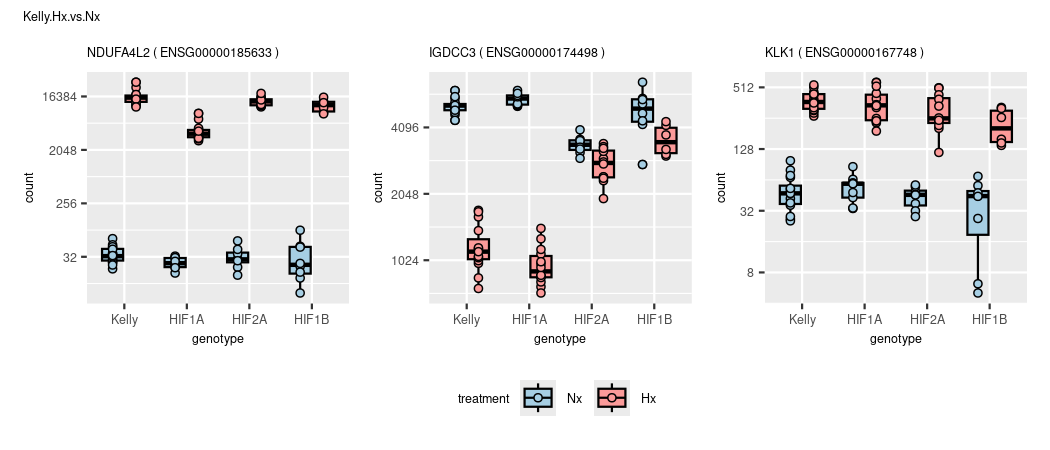 Kelly.Hx.vs.Nx
NDUFA4L2 ( ENSG00000185633 )
16384
2048
256
32
count
Kelly HIF1A HIF2A HIF1B
genotype
IGDCC3 ( ENSG00000174498 )
4096
2048
1024
count
Kelly HIF1A HIF2A HIF1B
genotype
KLK1 ( ENSG00000167748 )
512
128
32
8
count
Kelly HIF1A HIF2A HIF1B
genotype
treatment Nx Hx